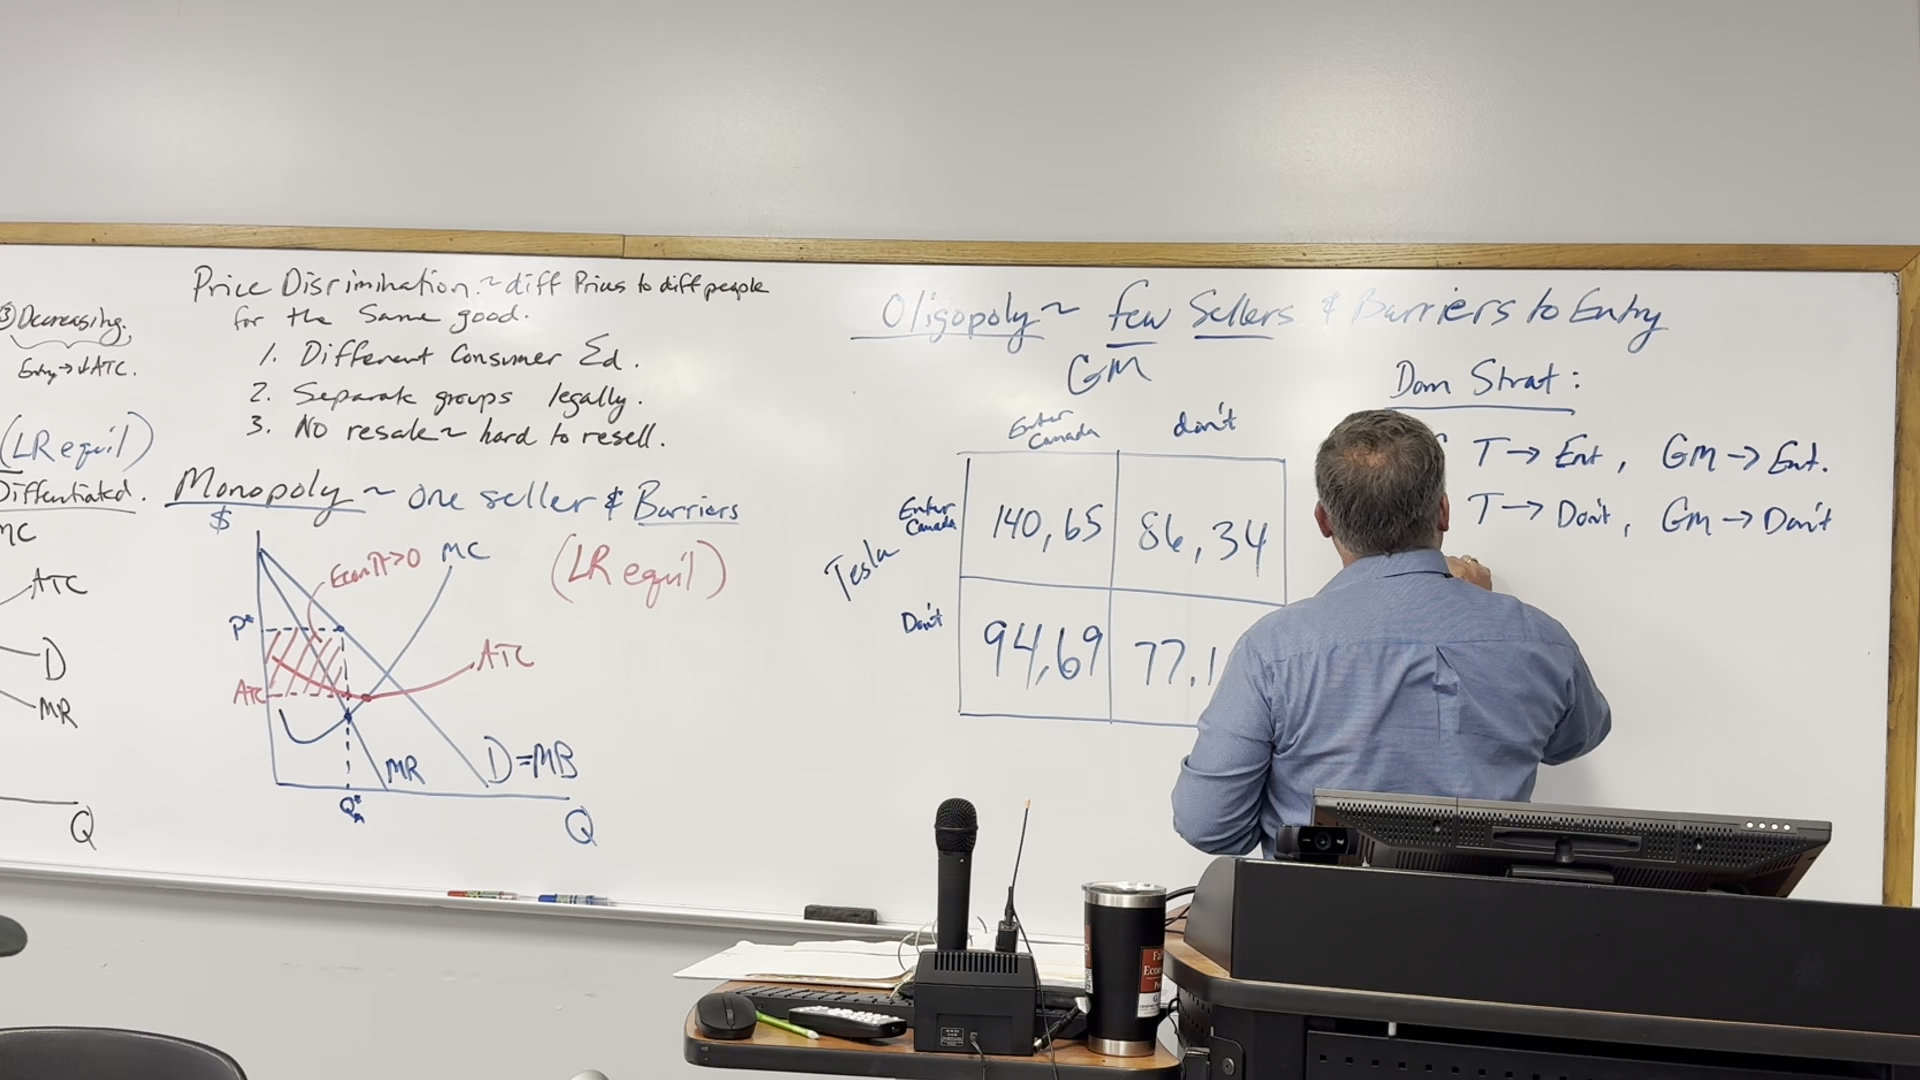 ③ Decreasing.
Entry → ↓ATC.
(LR equil)
Differentiated.
MC
ATC
D
MR
Q
Price Discrimination ~ diff Prices to diff people
for the Same good.
1. Different Consumer Ed.
2. Separate groups legally.
3. No resale ~ hard to resell.
Monopoly ~ one seller & Barriers
$
Econ π>0
MC
(LR equil)
P*
ATC
ATC
MR
D=MB
Q
Oligopoly ~ few Sellers & Barriers to Entry
GM
Enter Canada
don't
Tesla
Enter Canada
140, 65
86, 34
Don't
94, 69
77, 1
Dom Strat:
T → Ent, GM → Ent.
T → Don't, GM → Don't